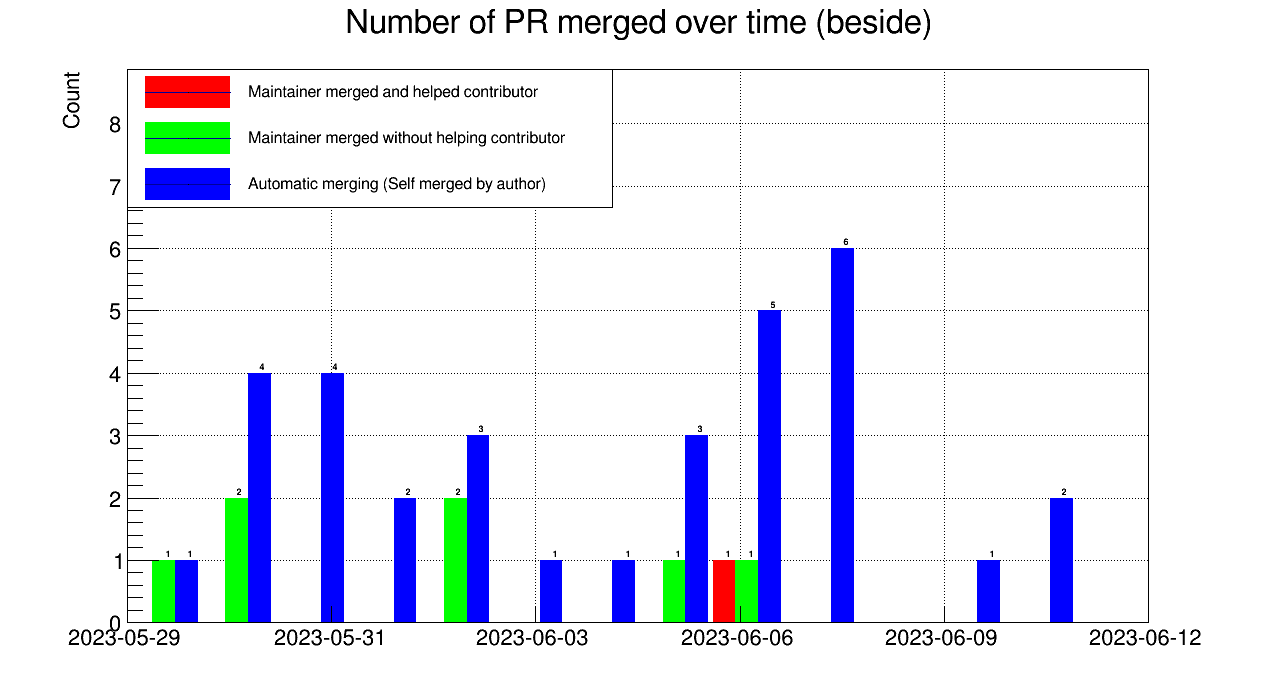 Number of PR merged over time (beside)
Count
Maintainer merged and helped contributor
Maintainer merged without helping contributor
Automatic merging (Self merged by author)
8
7
6
5
4
3
2
1
0
1 1 2 4 4 2 2 3 1 1 1 3 1 1 5 6 1 2
2023-05-29 2023-05-31 2023-06-03 2023-06-06 2023-06-09 2023-06-12